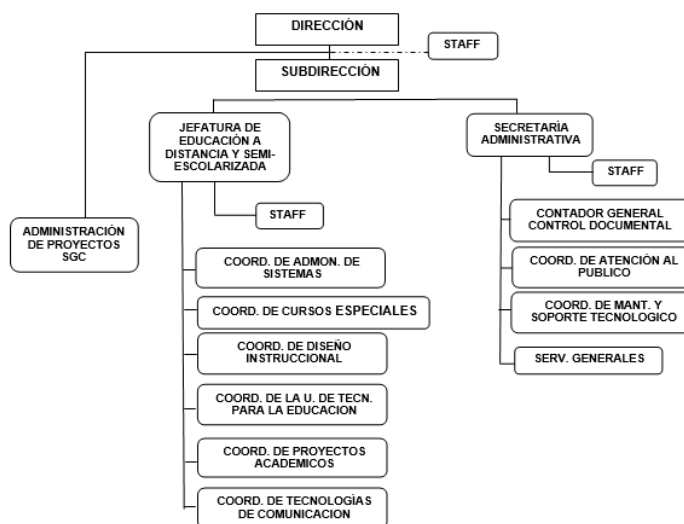 DIRECCIÓN
STAFF
SUBDIRECCIÓN
JEFATURA DE
EDUCACIÓN A
DISTANCIA Y SEMI-
ESCOLARIZADA
SECRETARÍA
ADMINISTRATIVA
STAFF
STAFF
ADMINISTRACIÓN
DE PROYECTOS
SGC
CONTADOR GENERAL
CONTROL DOCUMENTAL
COORD. DE ADMON. DE
SISTEMAS
COORD. DE ATENCIÓN AL
PUBLICO
COORD. DE CURSOS ESPECIALES
COORD. DE MANT. Y
SOPORTE TECNOLOGICO
COORD. DE DISEÑO
INSTRUCCIONAL
SERV. GENERALES
COORD. DE LA U. DE TECN.
PARA LA EDUCACION
COORD. DE PROYECTOS
ACADEMICOS
COORD. DE TECNOLOGÌAS
DE COMUNICACION